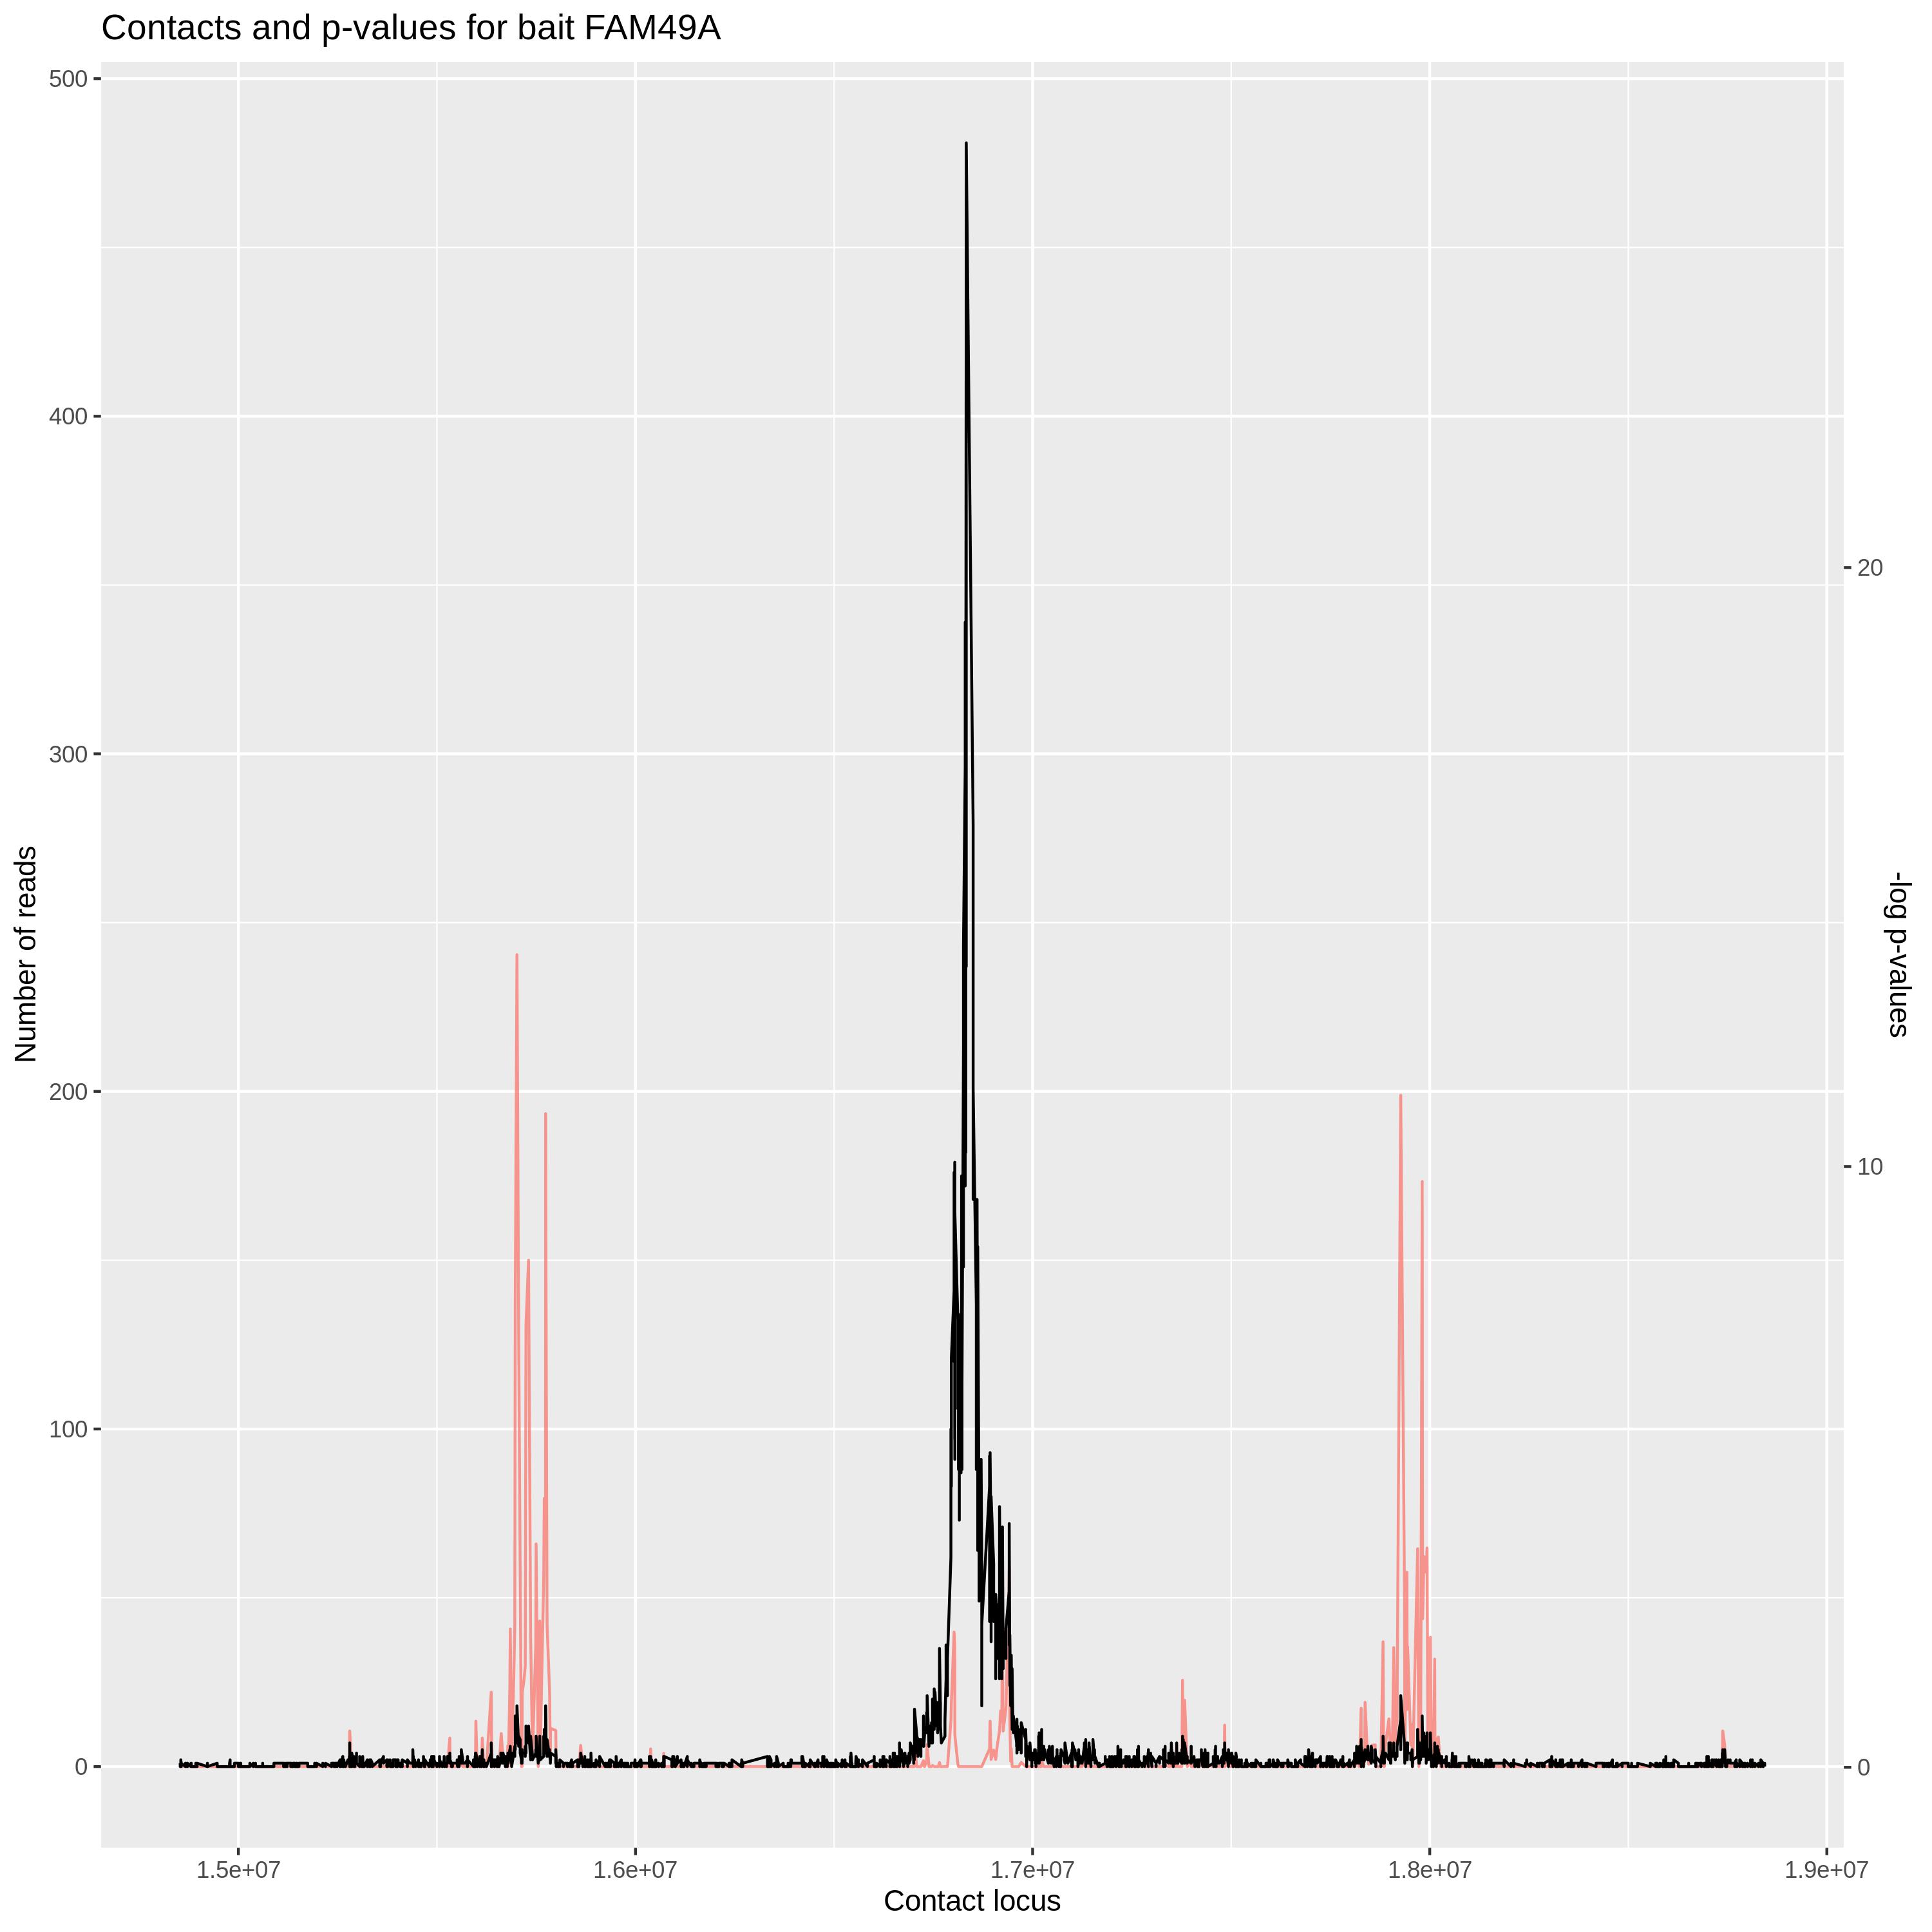 Contacts and p-values for bait FAM49A
500
400
300
200
100
0
Number of reads
20
10
0
-log p-values
1.5e+07
1.6e+07
1.7e+07
1.8e+07
1.9e+07
Contact locus